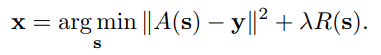 x = arg min_s ‖A(s) − y‖² + λR(s).